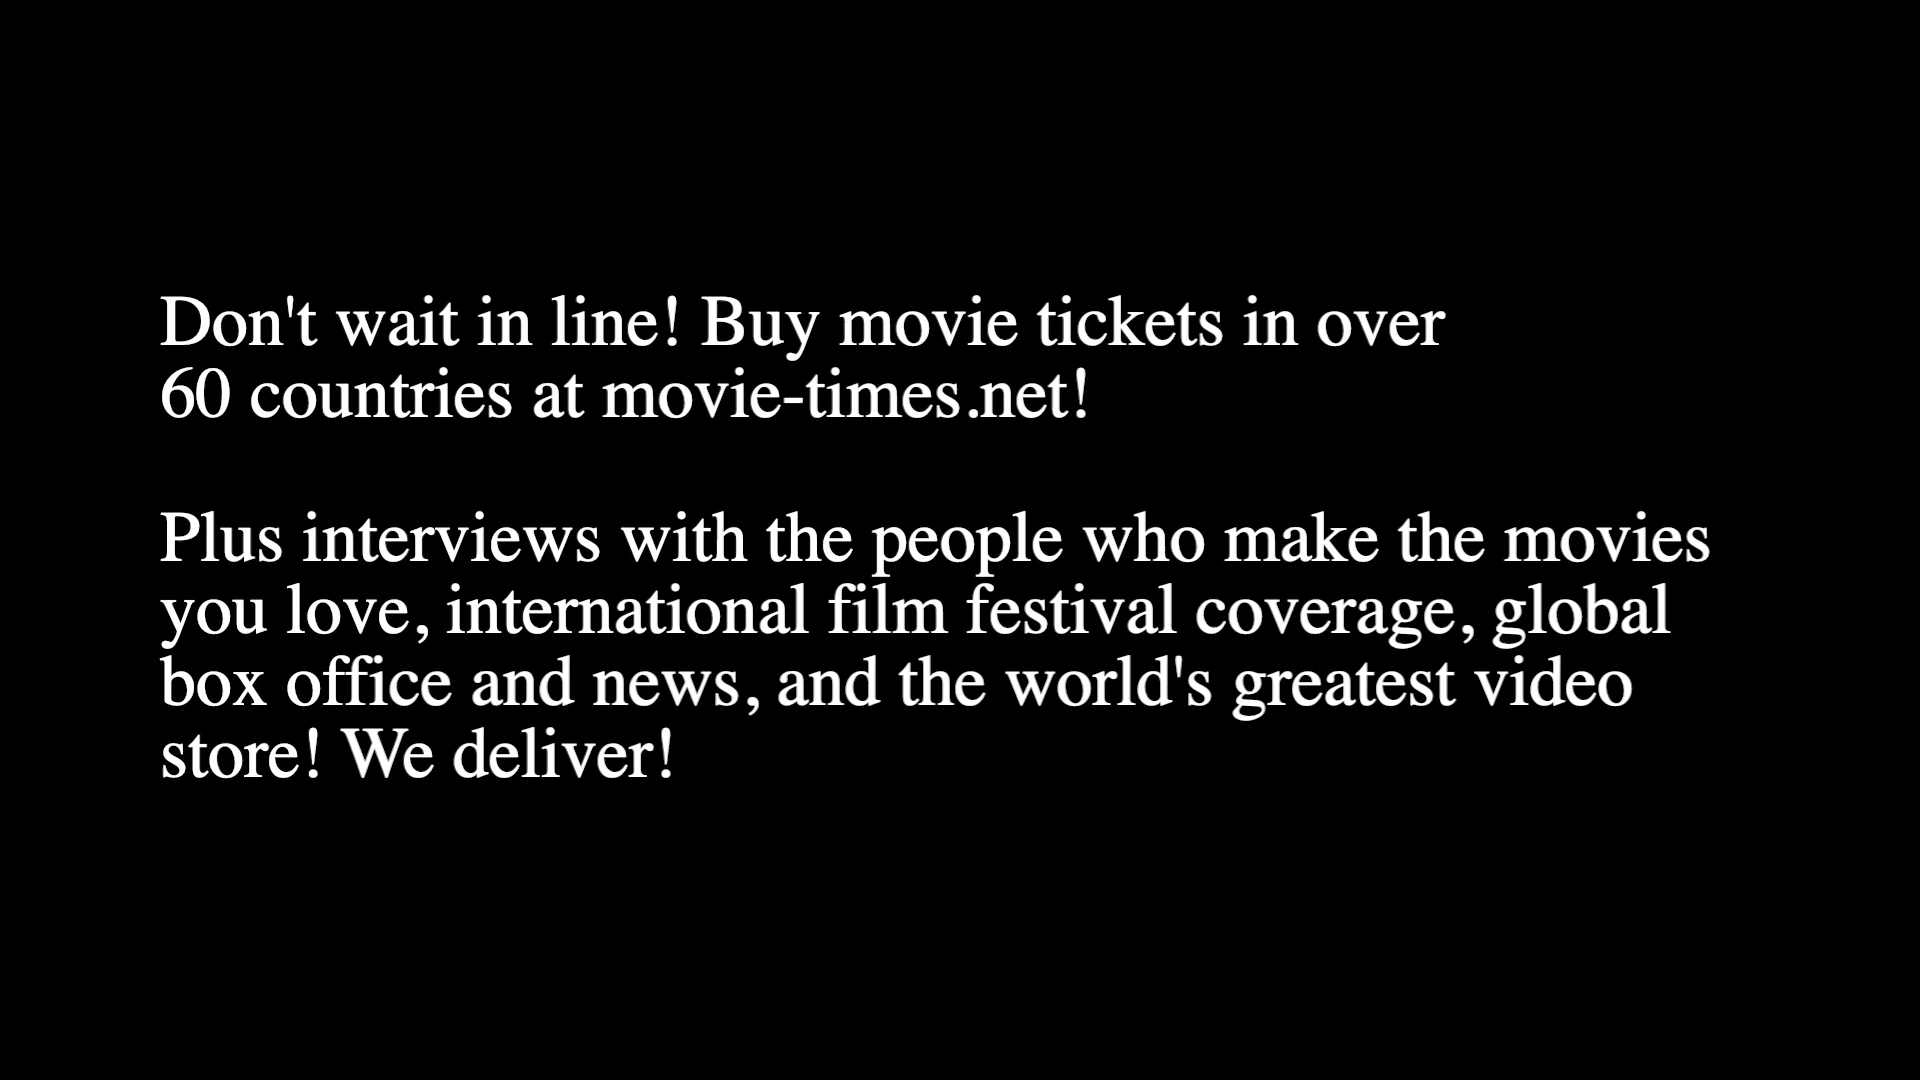 Don't wait in line! Buy movie tickets in over
60 countries at movie-times.net!
Plus interviews with the people who make the movies
you love, international film festival coverage, global
box office and news, and the world's greatest video
store! We deliver!